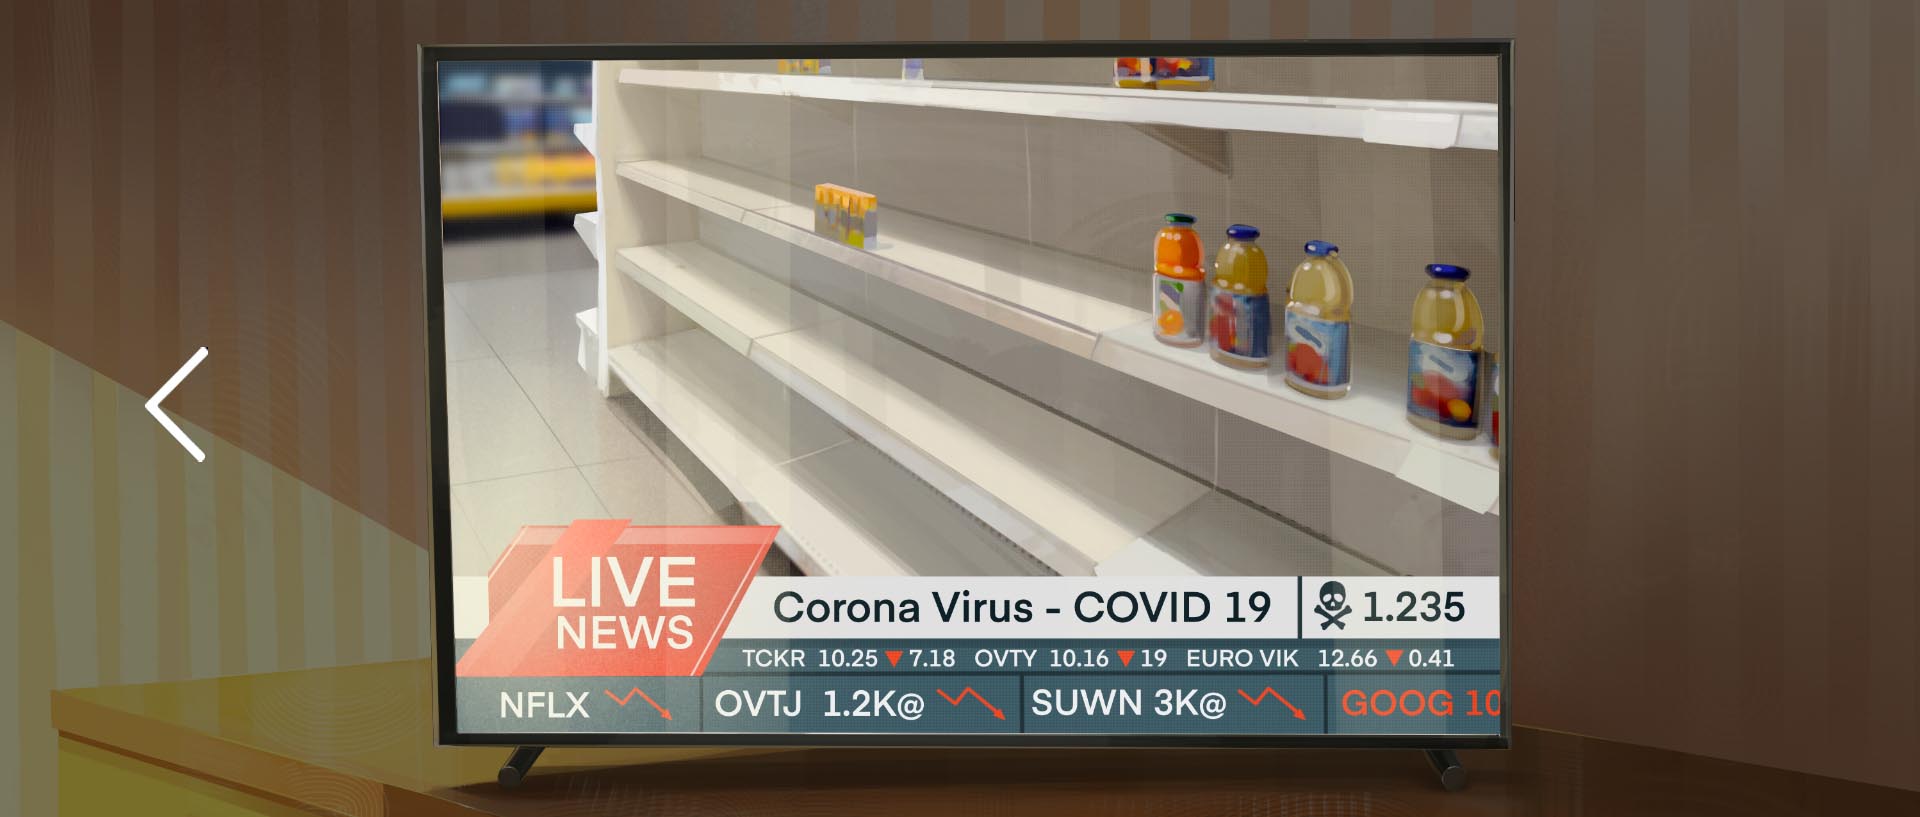 LIVE
NEWS
Corona Virus - COVID 19
1.235
TCKR 10.25 ▼ 7.18 OVTY 10.16 ▼ 19 EURO VIK 12.66 ▼ 0.41
NFLX OVTJ 1.2K@ SUWN 3K@ GOOG 10